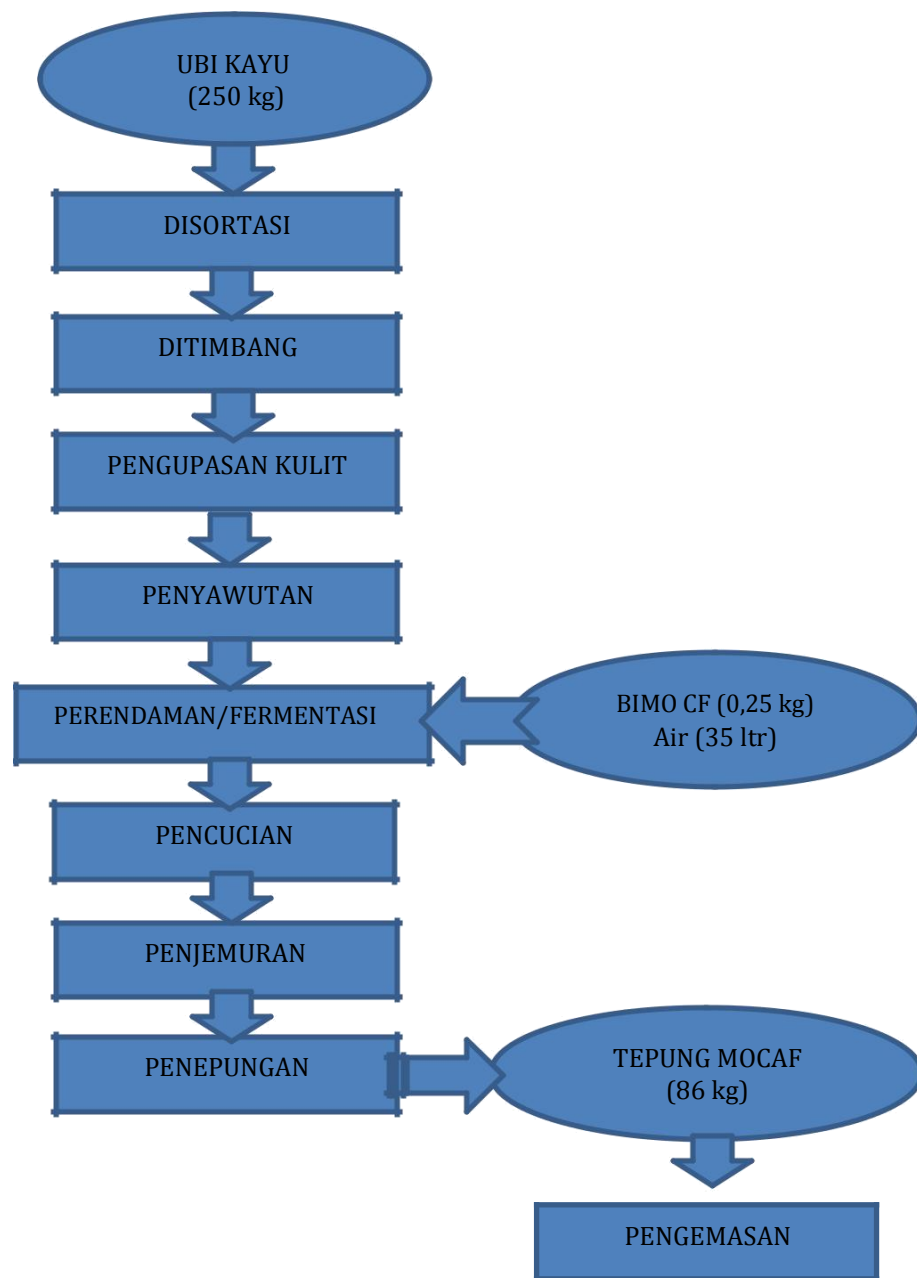 UBI KAYU
(250 kg)
DISORTASI
DITIMBANG
PENGUPASAN KULIT
PENYAWUTAN
PERENDAMAN/FERMENTASI
BIMO CF (0,25 kg)
Air (35 ltr)
PENCUCIAN
PENJEMURAN
PENEPUNGAN
TEPUNG MOCAF
(86 kg)
PENGEMASAN